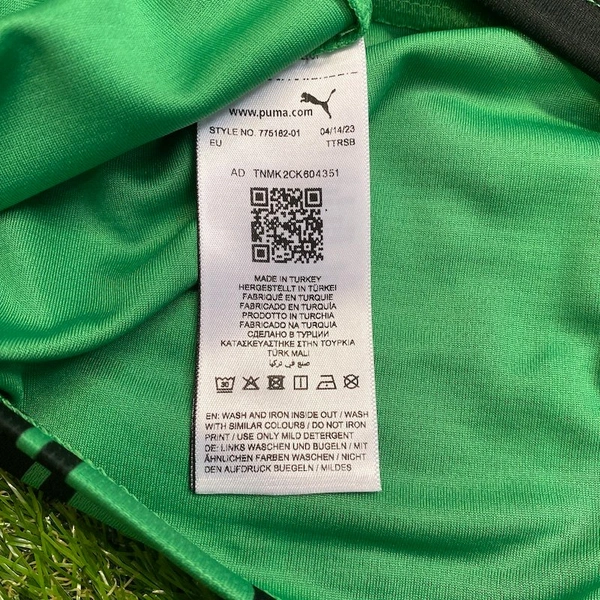 www.puma.com
STYLE NO. 775182-01 04/14/23
EU TTRSB
AD TNMK2CK604351
MADE IN TURKEY
HERGESTELLT IN TÜRKEI
FABRIQUÉ EN TURQUIE
FABRICADO EN TURQUÍA
PRODOTTO IN TURCHIA
FABRICADO NA TURQUIA
СДЕЛАНО В ТУРЦИИ
ΚΑΤΑΣΚΕΥΑΣΤΗΚΕ ΣΤΗΝ ΤΟΥΡΚΙΑ
TÜRK MALI
صنع في تركيا
30
EN: WASH AND IRON INSIDE OUT / WASH
WITH SIMILAR COLOURS / DO NOT IRON
PRINT / USE ONLY MILD DETERGENT
DE: LINKS WASCHEN UND BÜGELN / MIT
ÄHNLICHEN FARBEN WASCHEN / NICHT
DEN AUFDRUCK BUEGELN / MILDES